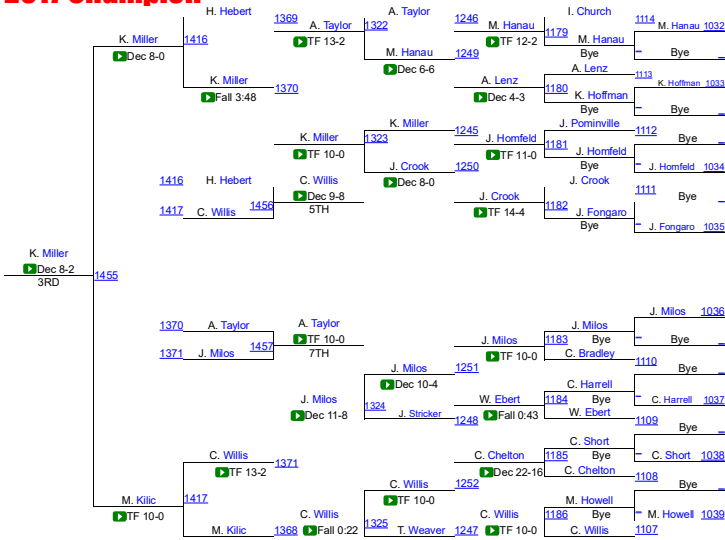 2017 Champion
H. Hebert 1369 A. Taylor 1246 I. Church 1114 M. Hanau 1032
A. Taylor 1322 M. Hanau 1179
K. Miller 1416 TF 13-2 TF 12-2 M. Hanau
Dec 8-0 M. Hanau 1249 Bye Bye
Dec 6-6 A. Lenz 1113
K. Miller 1370 A. Lenz 1180 K. Hoffman 1033
Fall 3:48 Dec 4-3 K. Hoffman
Bye Bye
K. Miller 1245 J. Pominville 1112
K. Miller 1323 J. Homfeld 1181 Bye
TF 10-0 TF 11-0 J. Homfeld
J. Crook 1250 Bye J. Homfeld 1034
1416 H. Hebert C. Willis Dec 8-0 J. Crook
Dec 9-8 J. Crook 1182 1111 Bye
1417 C. Willis 1456 5TH TF 14-4 J. Fongaro
Bye J. Fongaro 1035
K. Miller
Dec 8-2 1455
3RD
J. Milos 1036
1370 A. Taylor A. Taylor J. Milos
TF 10-0 J. Milos 1183 Bye Bye
1371 J. Milos 1457 7TH TF 10-0 C. Bradley
J. Milos 1251 1110 Bye
Dec 10-4 C. Harrell
J. Milos 1324 W. Ebert 1184 Bye C. Harrell 1037
Dec 11-8 J. Stricker 1248 Fall 0:43 W. Ebert 1109
Bye
C. Short
C. Willis 1371 C. Chelton 1185 Bye C. Short 1038
TF 13-2 Dec 22-16 C. Chelton 1108
C. Willis 1252 Bye
M. Kilic 1417 TF 10-0 M. Howell
TF 10-0 C. Willis 1325 C. Willis 1186 Bye M. Howell 1039
M. Kilic 1368 Fall 0:22 T. Weaver 1247 TF 10-0 C. Willis 1107